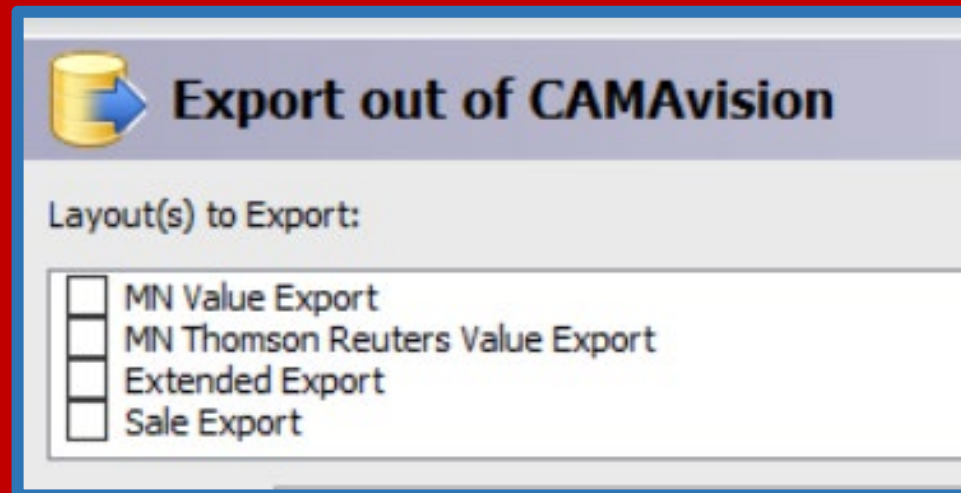 Export out of CAMAvision
Layout(s) to Export:
MN Value Export
MN Thomson Reuters Value Export
Extended Export
Sale Export